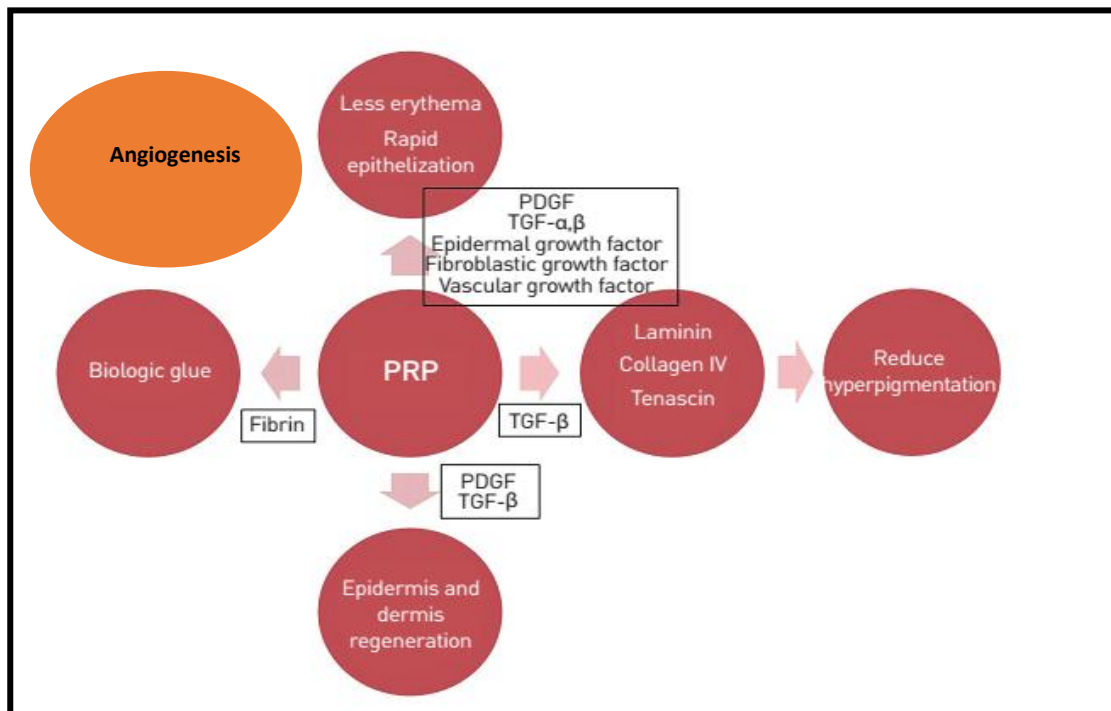 Angiogenesis
Less erythema
Rapid
epithelization
PDGF
TGF-α,β
Epidermal growth factor
Fibroblastic growth factor
Vascular growth factor
Biologic glue
PRP
Laminin
Collagen IV
Tenascin
Reduce
hyperpigmentation
Fibrin
TGF-β
PDGF
TGF-β
Epidermis and
dermis
regeneration